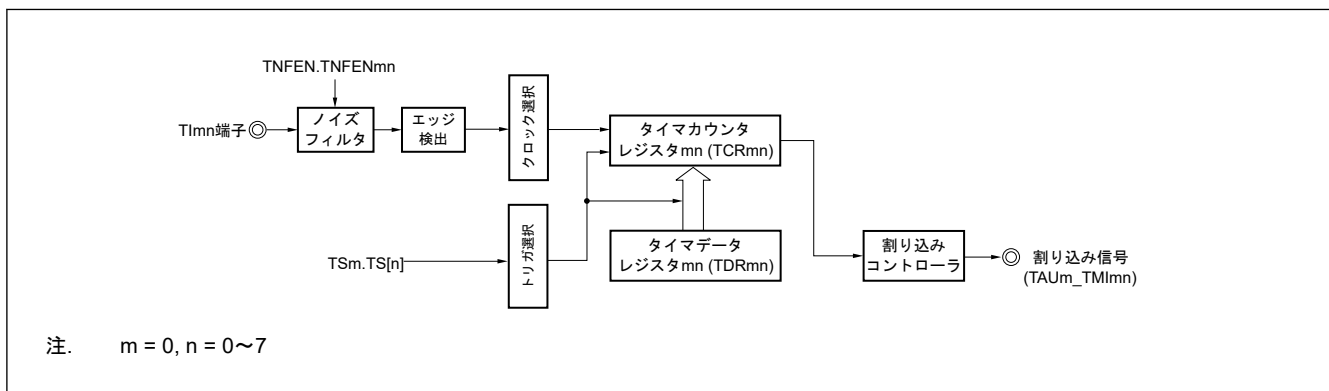 TNFEN.TNFENmn
TImn端子
ノイズ
フィルタ
エッジ
検出
クロック選択
タイマカウンタ
レジスタmn (TCRmn)
TSm.TS[n]
トリガ選択
タイマデータ
レジスタmn (TDRmn)
割り込み
コントローラ
割り込み信号
(TAUm_TMImn)
注. m = 0, n = 0～7